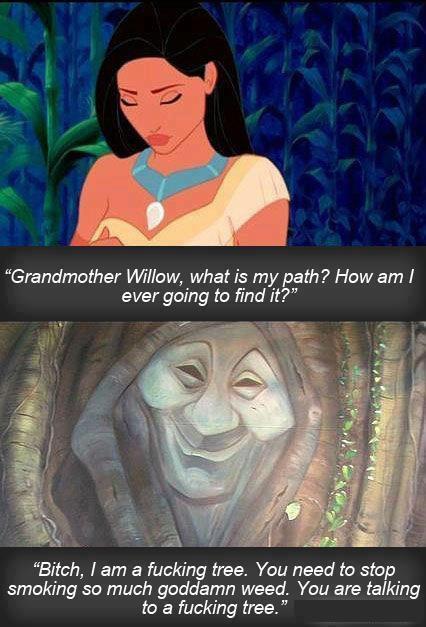 “Grandmother Willow, what is my path? How am I
ever going to find it?”
“Bitch, I am a fucking tree. You need to stop
smoking so much goddamn weed. You are talking
to a fucking tree.”